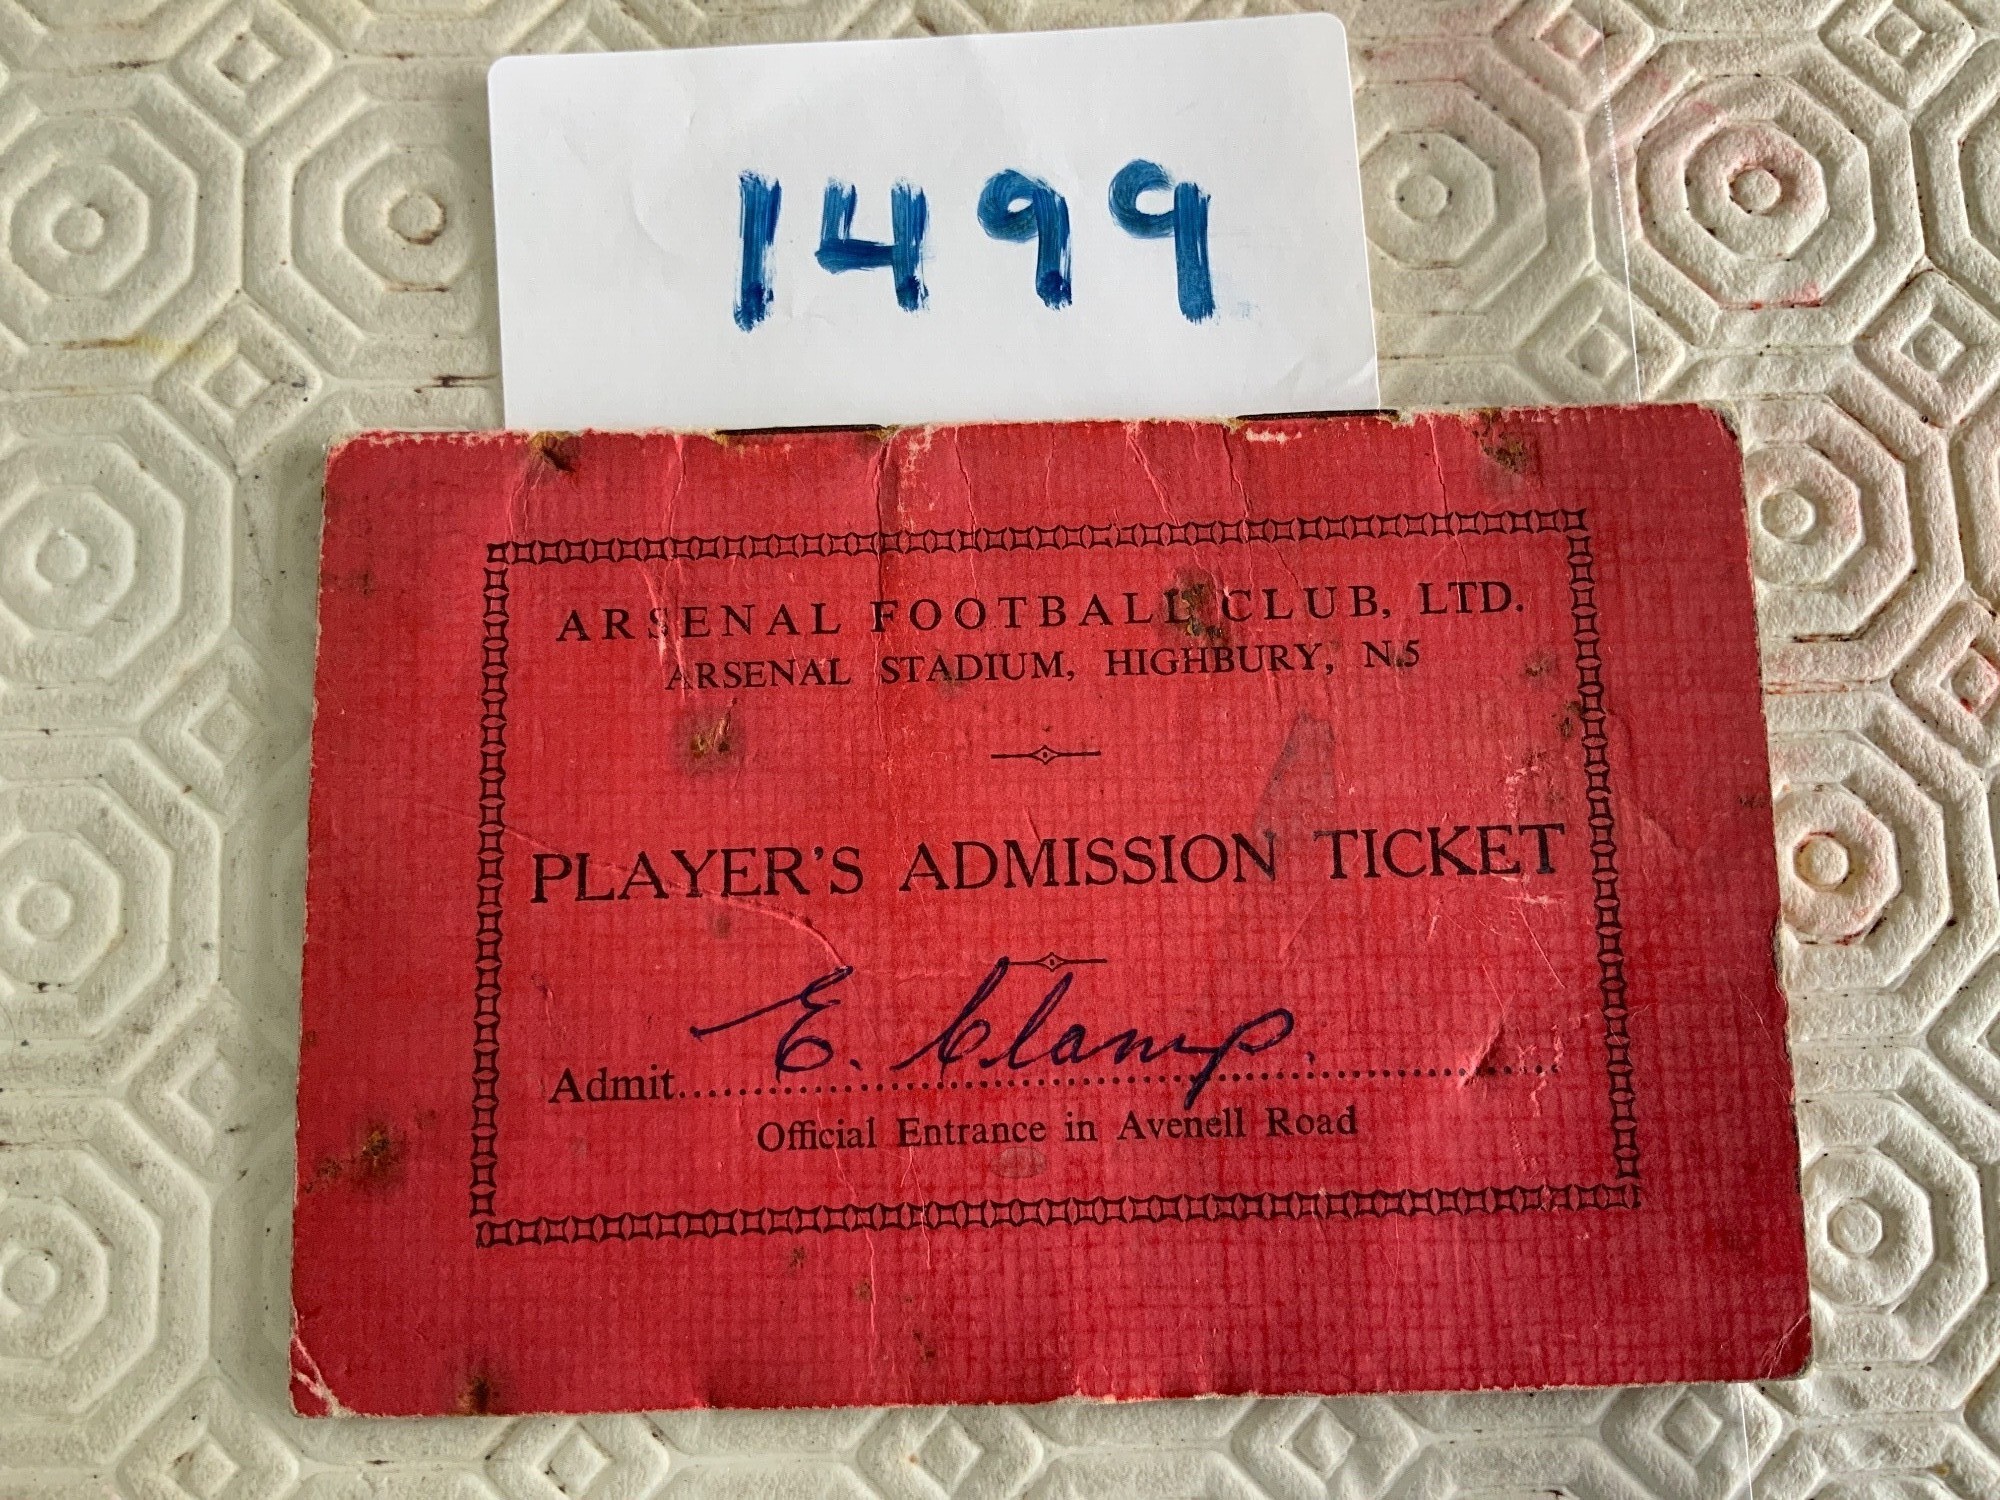 1499
ARSENAL FOOTBALL CLUB, LTD.
ARSENAL STADIUM, HIGHBURY, N.5
PLAYER'S ADMISSION TICKET
Admit E. Clamp.
Official Entrance in Avenell Road